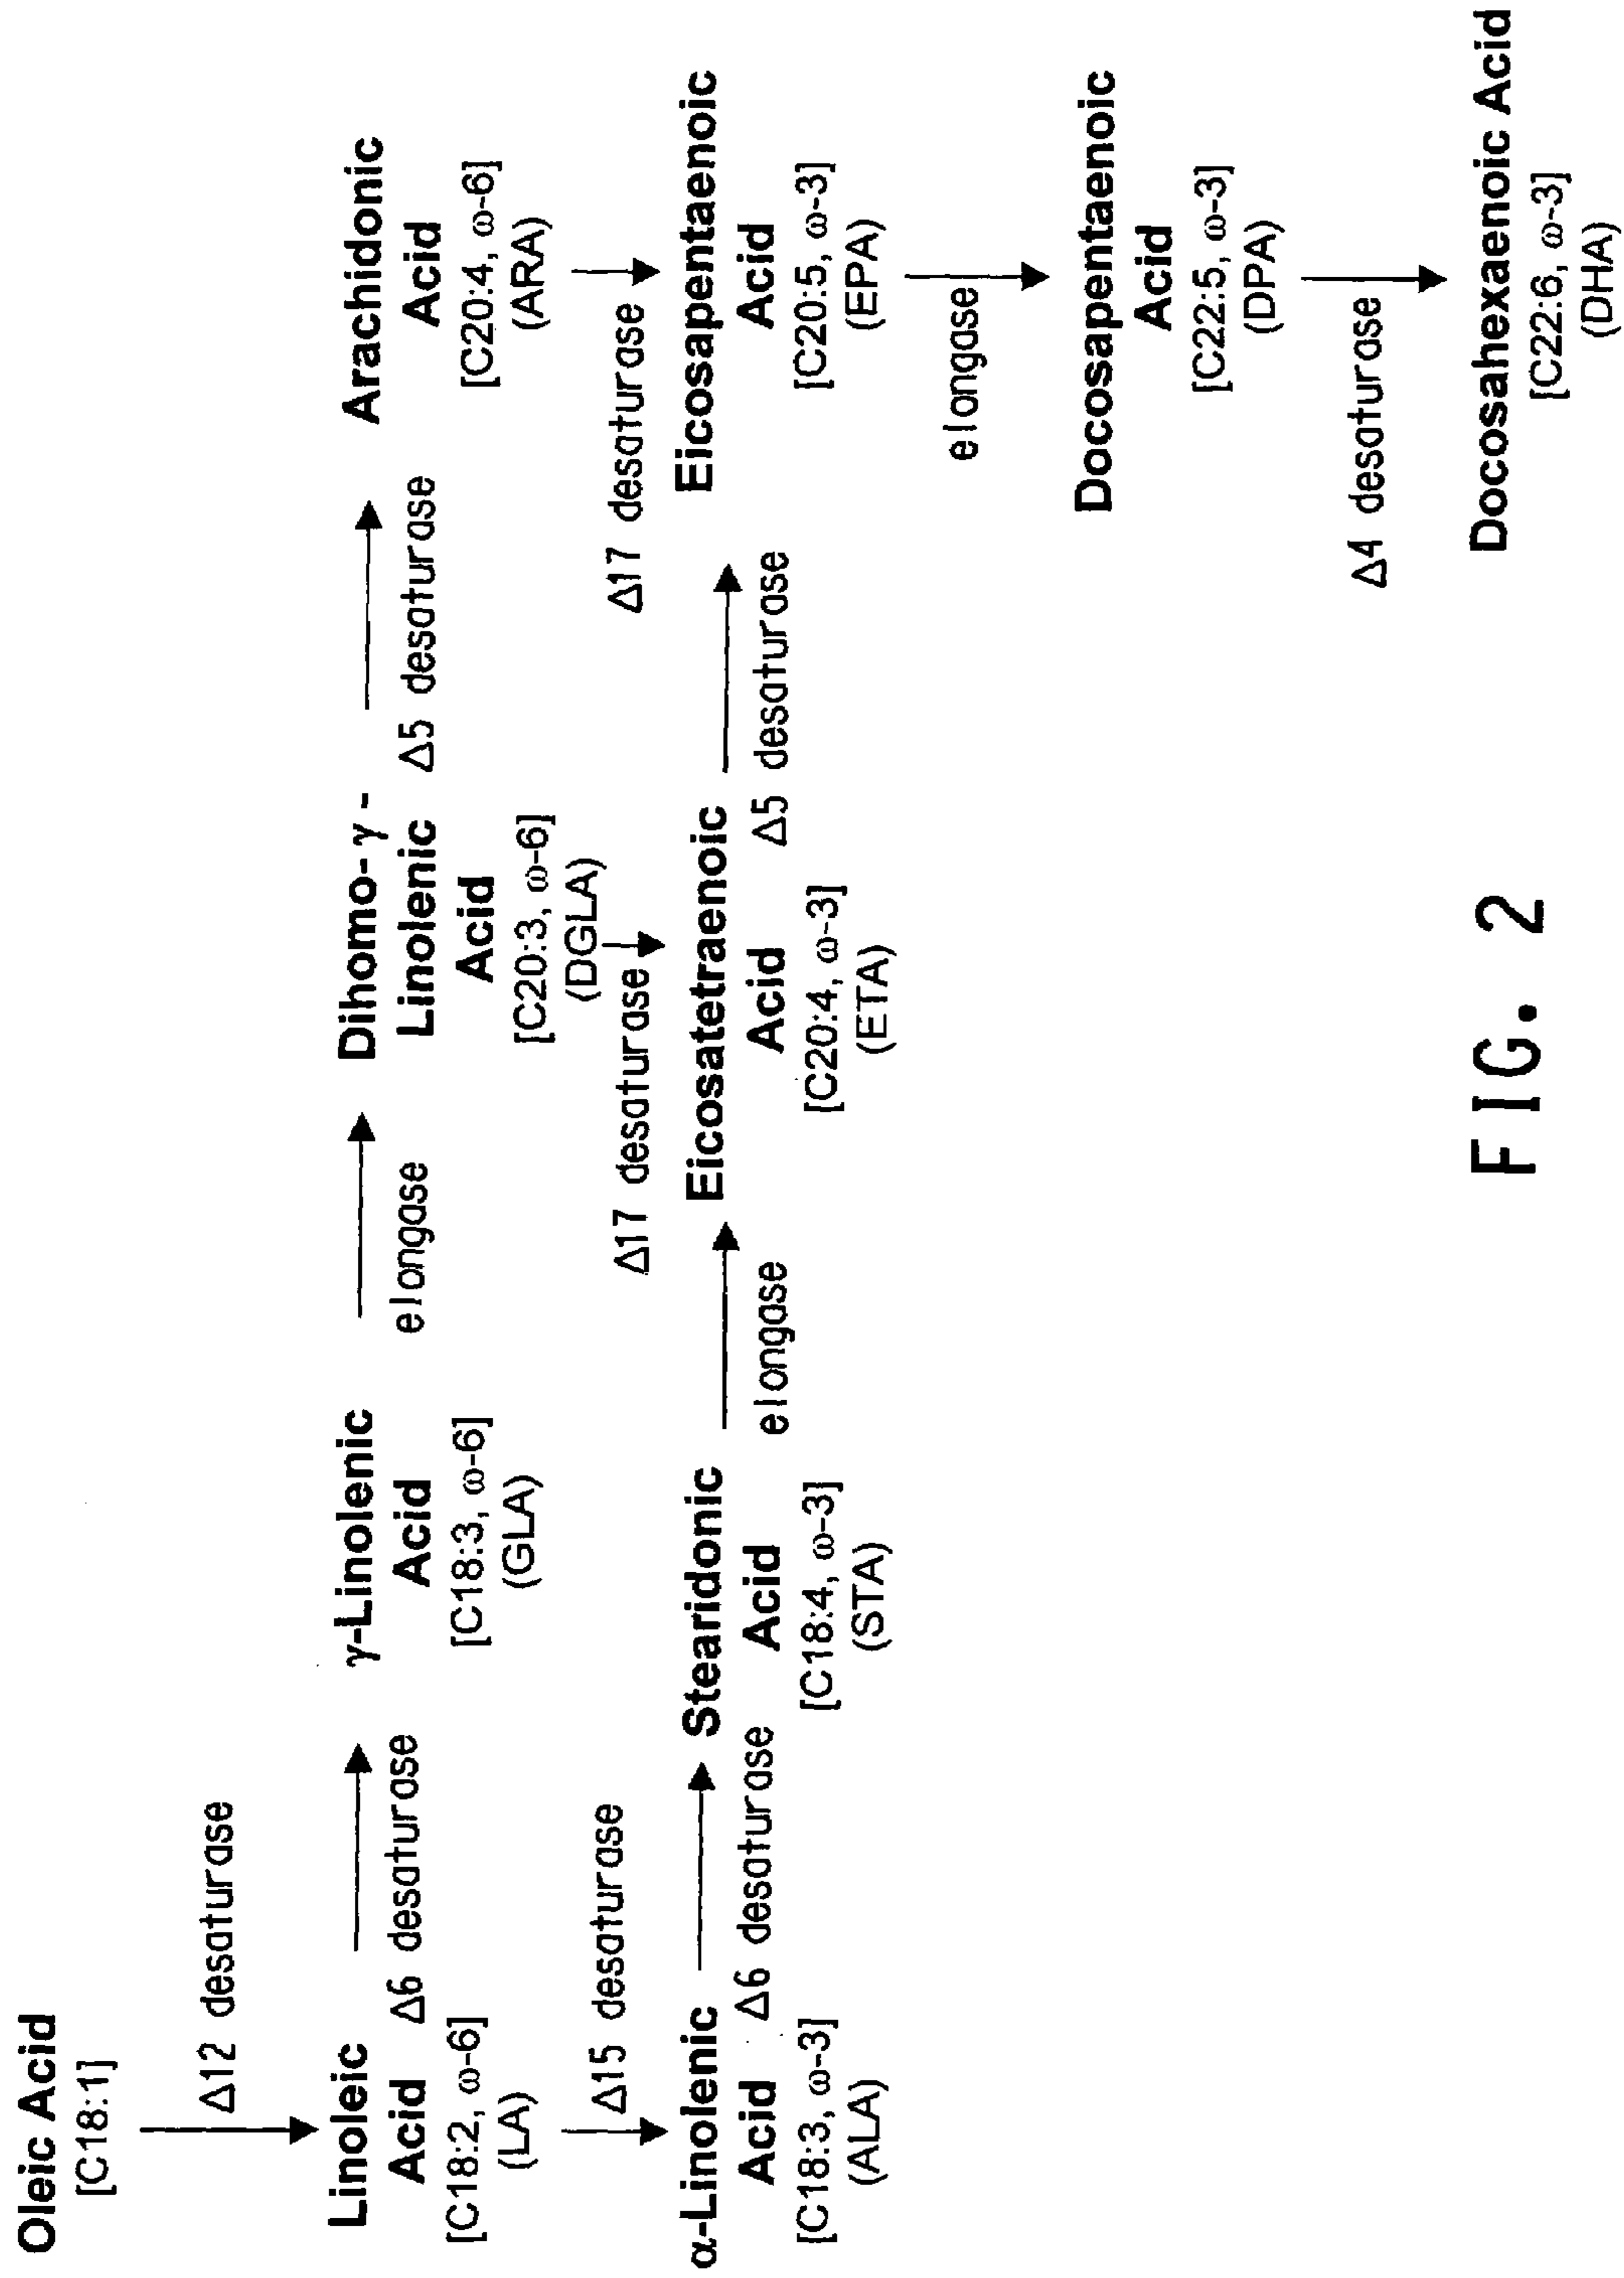 Oleic Acid
[C18:1]
Δ12 desaturase
Linoleic
Acid
[C18:2, ω-6]
(LA)
Δ6 desaturase
γ-Linolenic
Acid
[C18:3, ω-6]
(GLA)
elongase
Dihomo-γ-
Linolenic
Acid
[C20:3, ω-6]
(DGLA)
Δ5 desaturase
Arachidonic
Acid
[C20:4, ω-6]
(ARA)
Δ15 desaturase
Δ17 desaturase
Δ17 desaturase
α-Linolenic
Acid
[C18:3, ω-3]
(ALA)
Δ6 desaturase
Stearidonic
Acid
[C18:4, ω-3]
(STA)
elongase
Eicosatetraenoic
Acid
[C20:4, ω-3]
(ETA)
Δ5 desaturase
Eicosapentaenoic
Acid
[C20:5, ω-3]
(EPA)
elongase
Docosapentaenoic
Acid
[C22:5, ω-3]
(DPA)
Δ4 desaturase
Docosahexaenoic Acid
[C22:6, ω-3]
(DHA)
FIG. 2